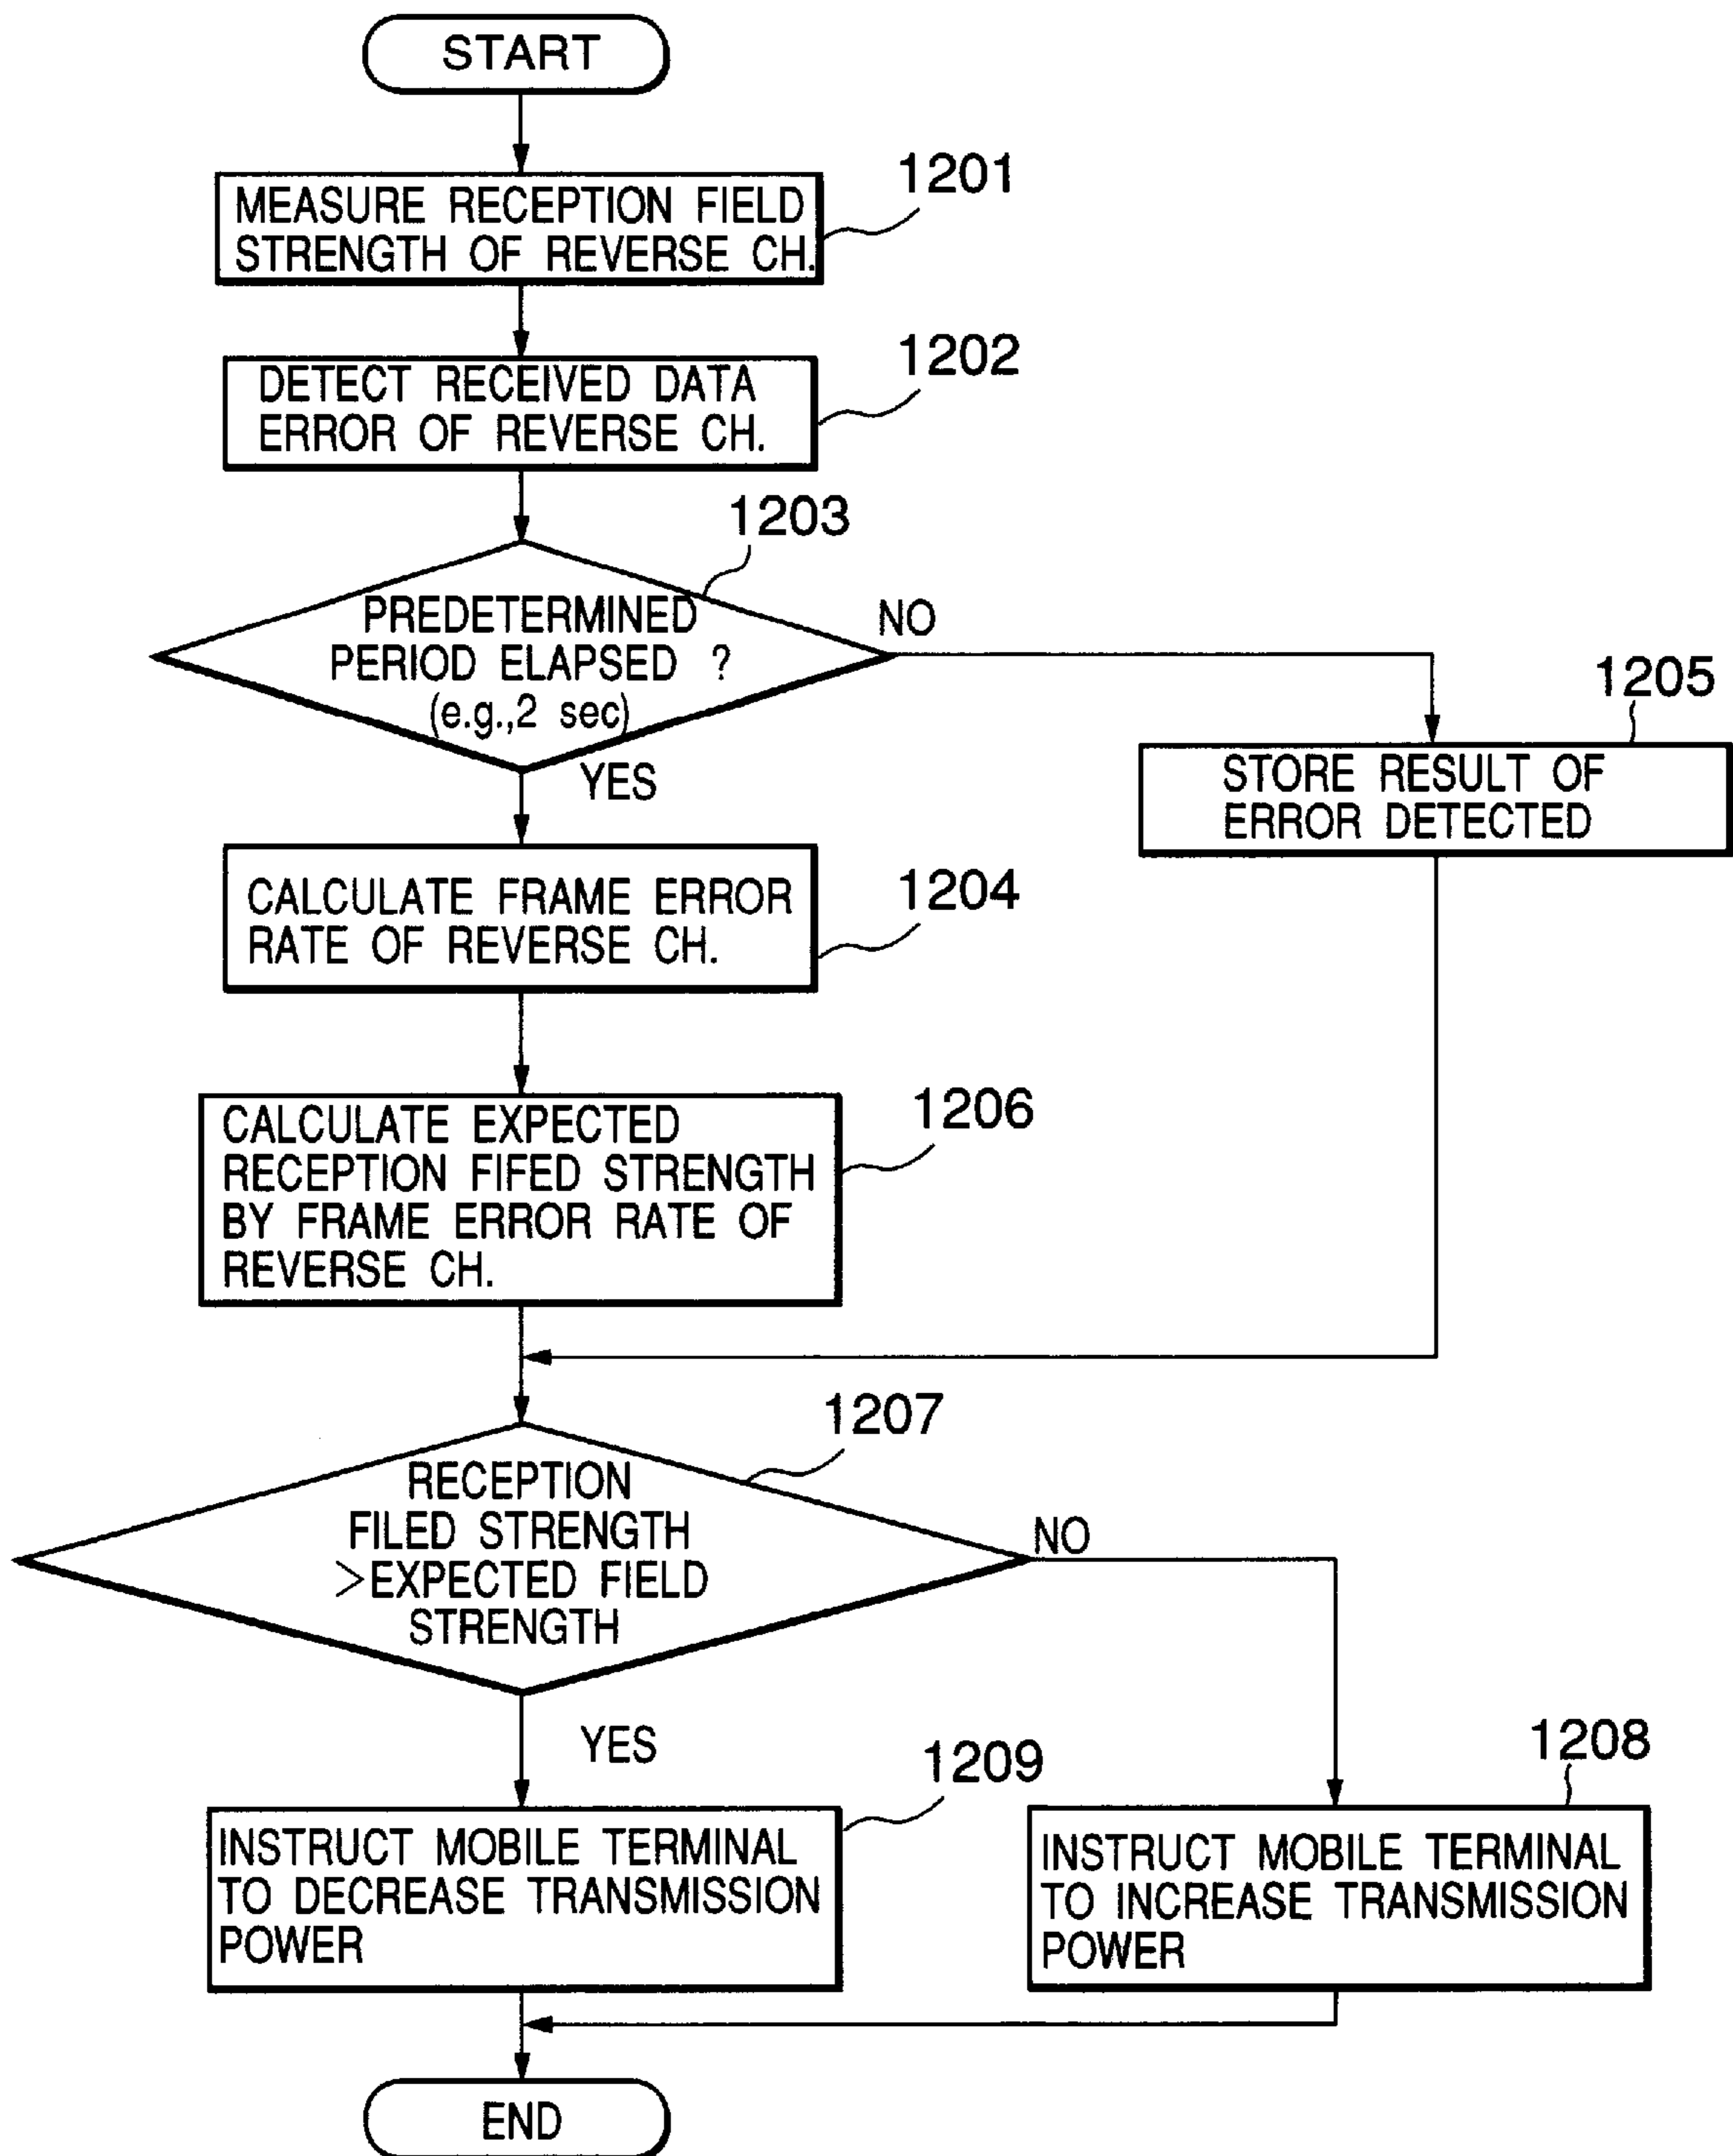 START
1201
MEASURE RECEPTION FIELD
STRENGTH OF REVERSE CH.
1202
DETECT RECEIVED DATA
ERROR OF REVERSE CH.
1203
PREDETERMINED
PERIOD ELAPSED ?
(e.g.,2 sec)
NO
YES
1205
STORE RESULT OF
ERROR DETECTED
1204
CALCULATE FRAME ERROR
RATE OF REVERSE CH.
1206
CALCULATE EXPECTED
RECEPTION FIFED STRENGTH
BY FRAME ERROR RATE OF
REVERSE CH.
1207
RECEPTION
FILED STRENGTH
>EXPECTED FIELD
STRENGTH
NO
YES
1209
INSTRUCT MOBILE TERMINAL
TO DECREASE TRANSMISSION
POWER
1208
INSTRUCT MOBILE TERMINAL
TO INCREASE TRANSMISSION
POWER
END